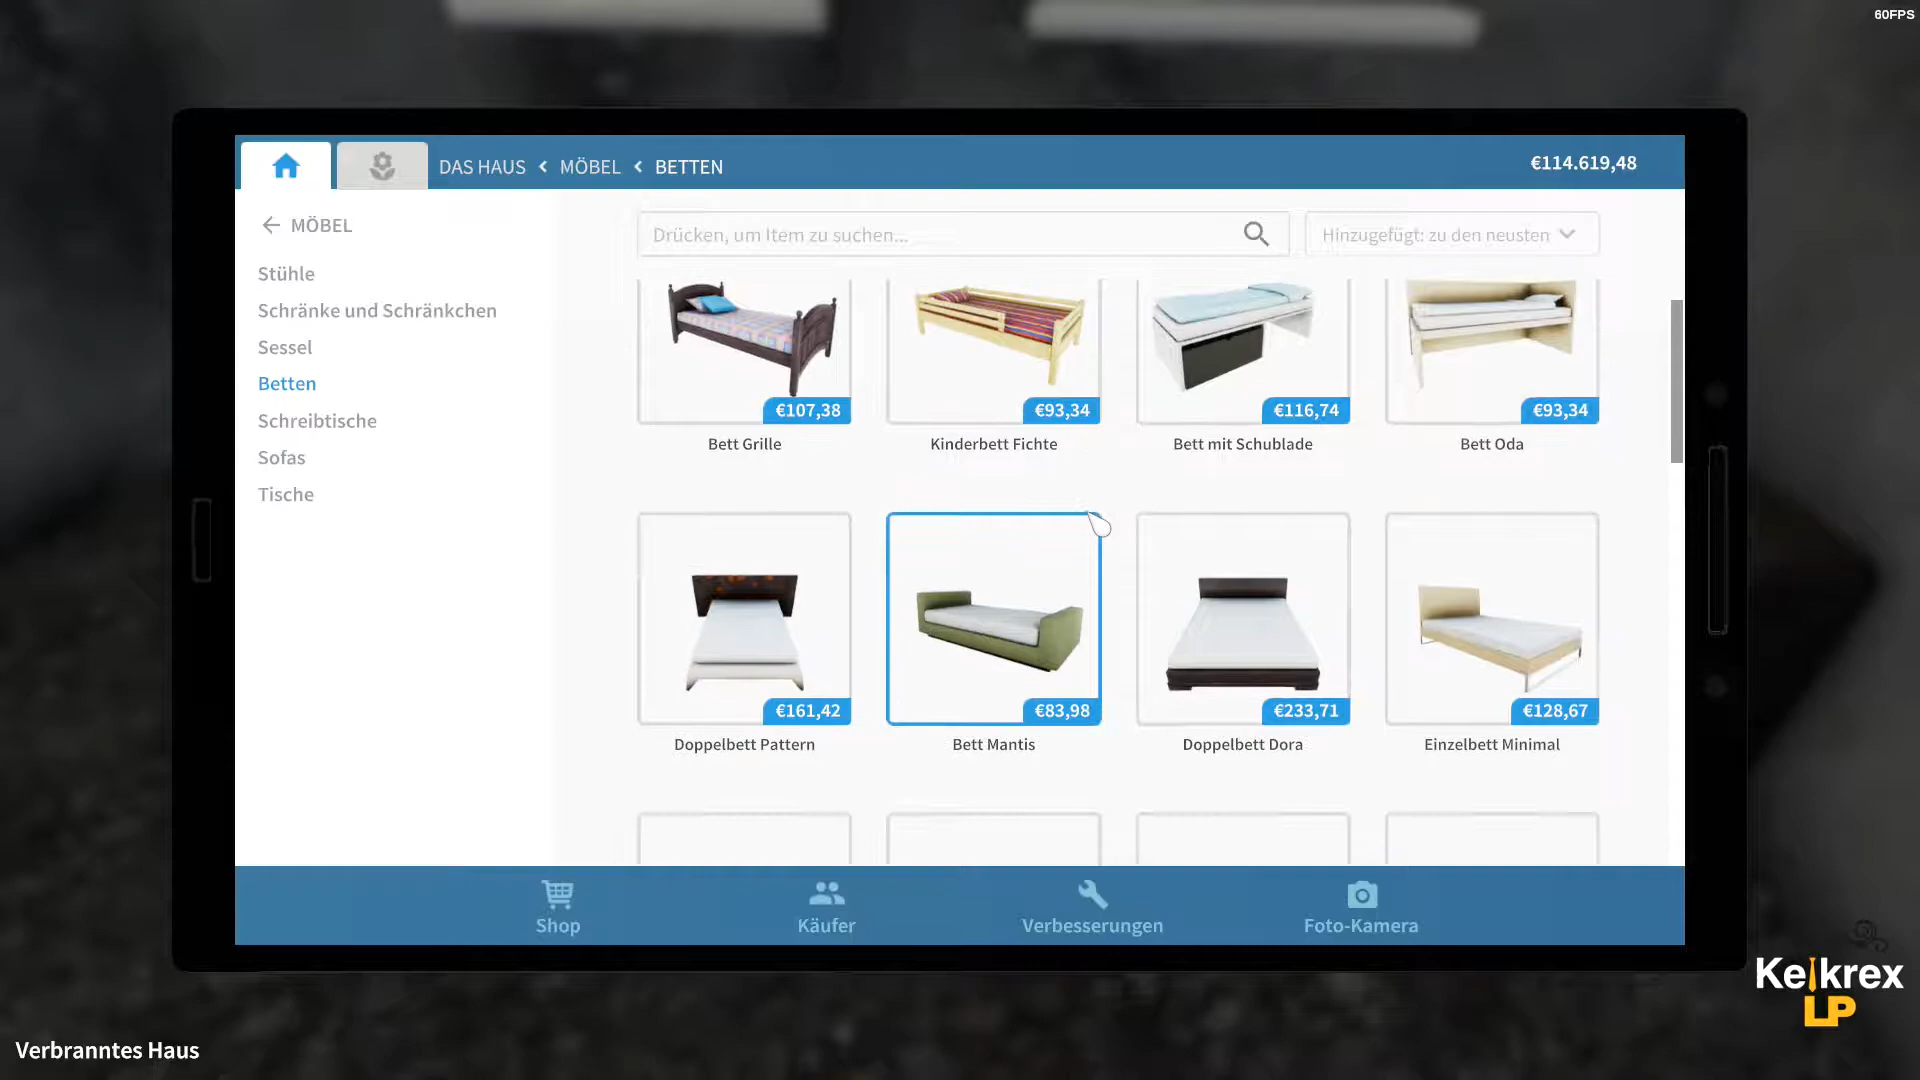 60FPS
DAS HAUS < MÖBEL < BETTEN
€114.619,48
MÖBEL
Stühle
Schränke und Schränkchen
Sessel
Betten
Schreibtische
Sofas
Tische
Drücken, um Item zu suchen...
Hinzugefügt: zu den neusten
€107,38
€93,34
€116,74
€93,34
Bett Grille
Kinderbett Fichte
Bett mit Schublade
Bett Oda
€161,42
€83,98
€233,71
€128,67
Doppelbett Pattern
Bett Mantis
Doppelbett Dora
Einzelbett Minimal
Shop
Käufer
Verbesserungen
Foto-Kamera
Keikrex
LP
Verbranntes Haus